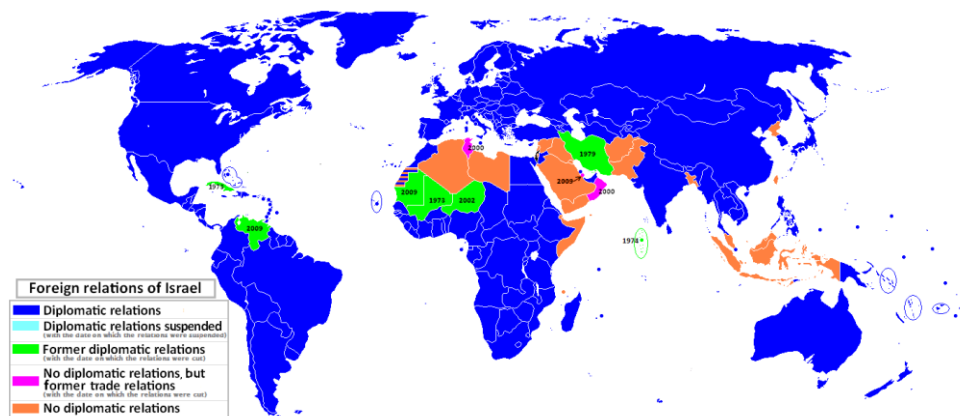 1979
2000
2009
1973
2002
2009
2000
1973
2009
1974
Foreign relations of Israel
Diplomatic relations
Diplomatic relations suspended
(with the date on which the relations were suspended)
Former diplomatic relations
(with the date on which the relations were cut)
No diplomatic relations, but
former trade relations
(with the date on which the relations were cut)
No diplomatic relations